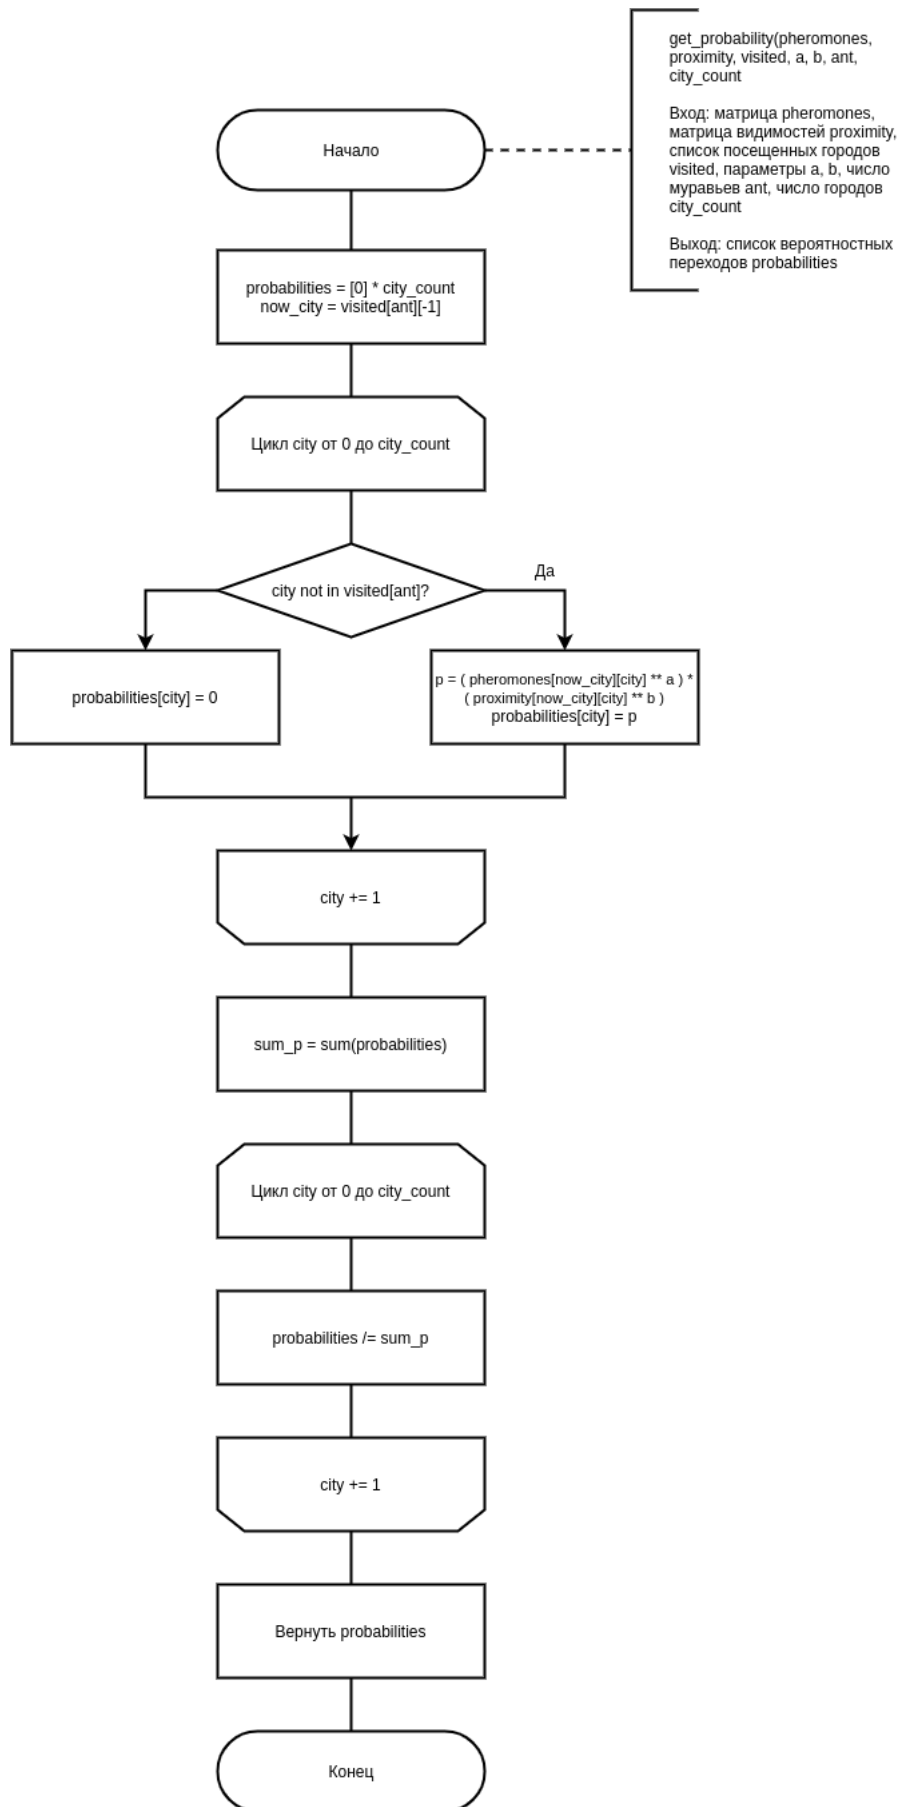 get_probability(pheromones,
proximity, visited, a, b, ant,
city_count
Вход: матрица pheromones,
матрица видимостей proximity,
список посещенных городов
visited, параметры a, b, число
муравьев ant, число городов
city_count
Выход: список вероятностных
переходов probabilities
Начало
probabilities = [0] * city_count
now_city = visited[ant][-1]
Цикл city от 0 до city_count
city not in visited[ant]?
Да
probabilities[city] = 0
p = ( pheromones[now_city][city] ** a ) *
( proximity[now_city][city] ** b )
probabilities[city] = p
city += 1
sum_p = sum(probabilities)
Цикл city от 0 до city_count
probabilities /= sum_p
city += 1
Вернуть probabilities
Конец